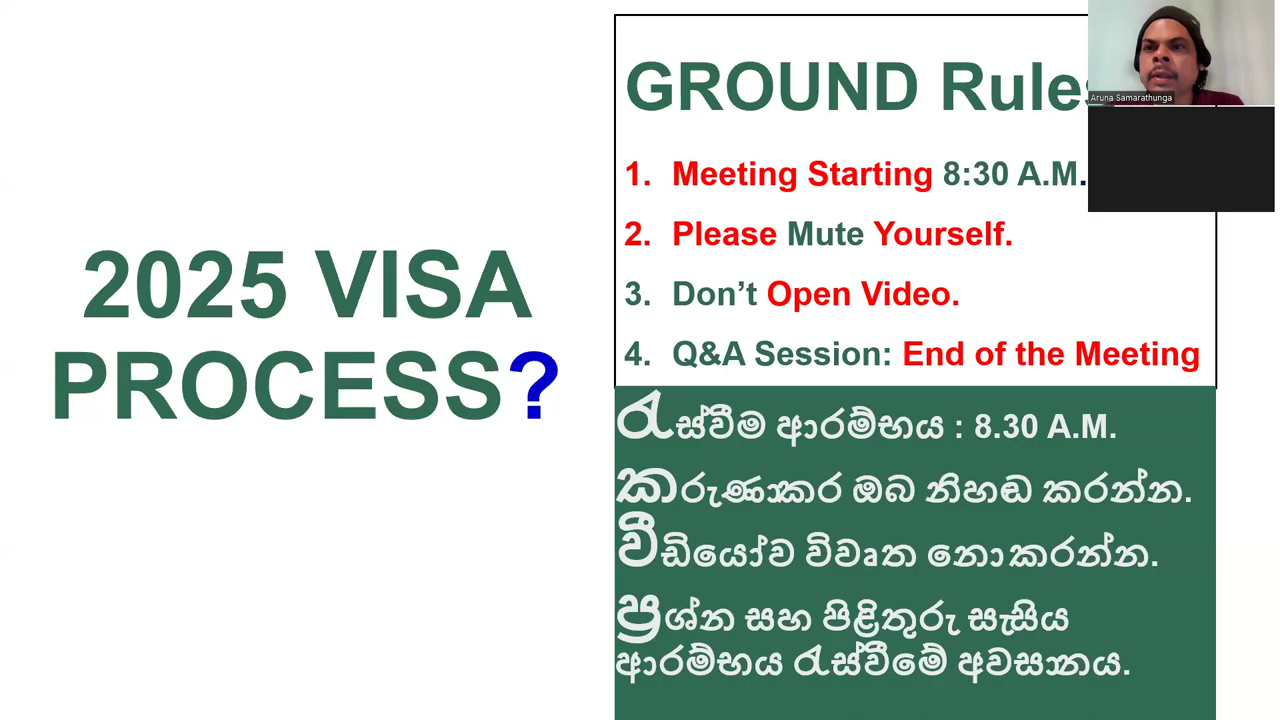 2025 VISA
PROCESS?
GROUND Rules
1. Meeting Starting 8:30 A.M.
2. Please Mute Yourself.
3. Don’t Open Video.
4. Q&A Session: End of the Meeting
රැස්වීම ආරම්භය : 8.30 A.M.
කරුණාකර ඔබ නිහඬ කරන්න.
වීඩියෝව විවෘත නොකරන්න.
ප්‍රශ්න සහ පිළිතුරු සැසිය
ආරම්භය රැස්වීමේ අවසානය.
Aruna Samarathunga